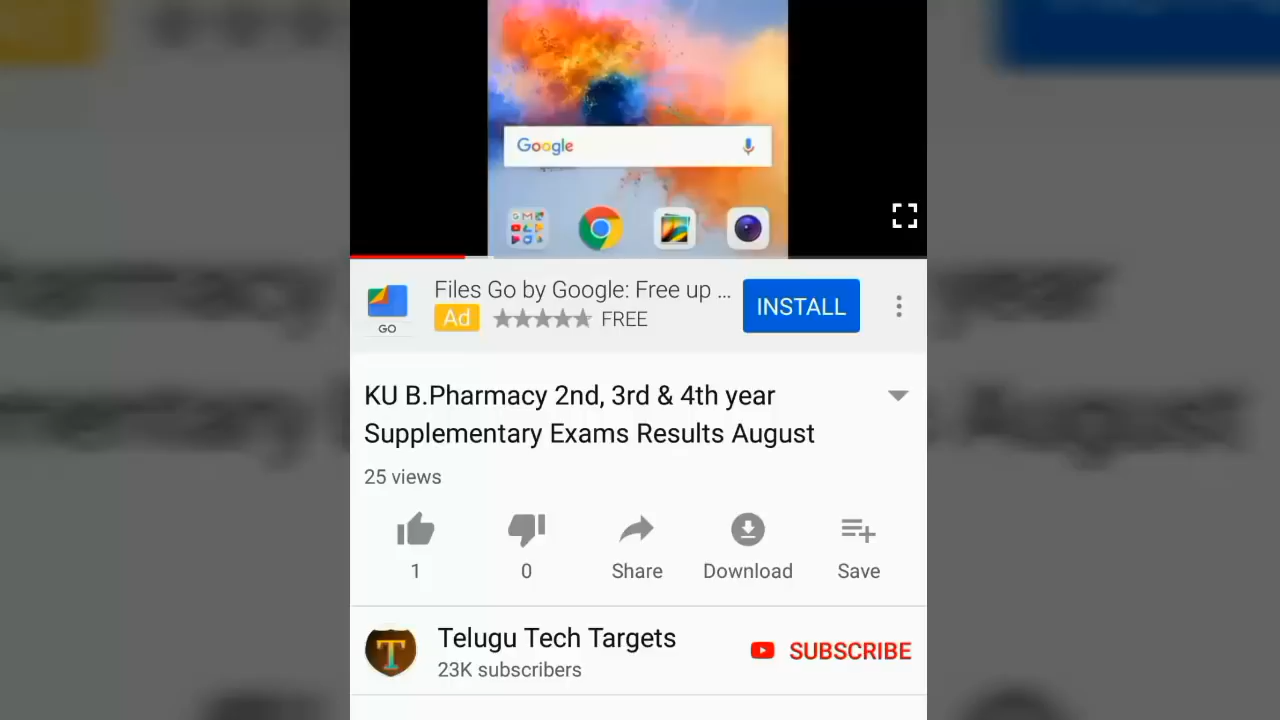 Google
Files Go by Google: Free up ...
GO
Ad
FREE
INSTALL
KU B.Pharmacy 2nd, 3rd & 4th year
Supplementary Exams Results August
25 views
1
0
Share
Download
Save
T
Telugu Tech Targets
23K subscribers
SUBSCRIBE